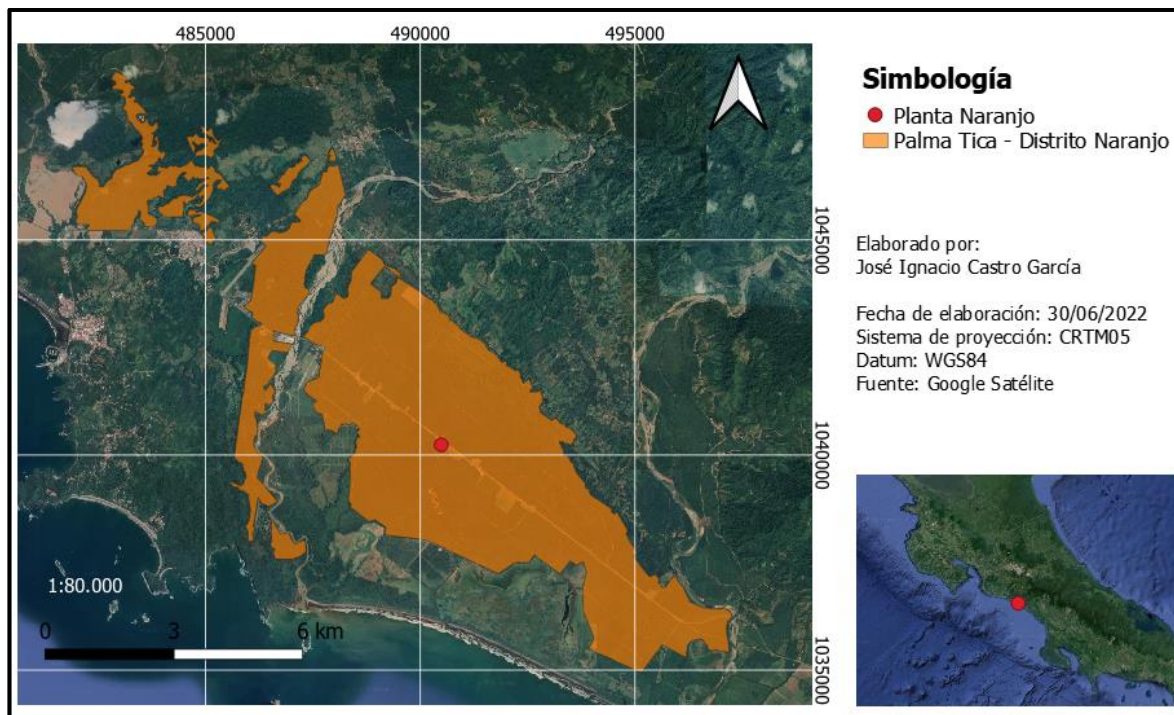 485000 490000 495000
1045000
1040000
1035000
1:80.000
0 3 6 km
Simbología
Planta Naranjo
Palma Tica - Distrito Naranjo
Elaborado por:
José Ignacio Castro García
Fecha de elaboración: 30/06/2022
Sistema de proyección: CRTM05
Datum: WGS84
Fuente: Google Satélite